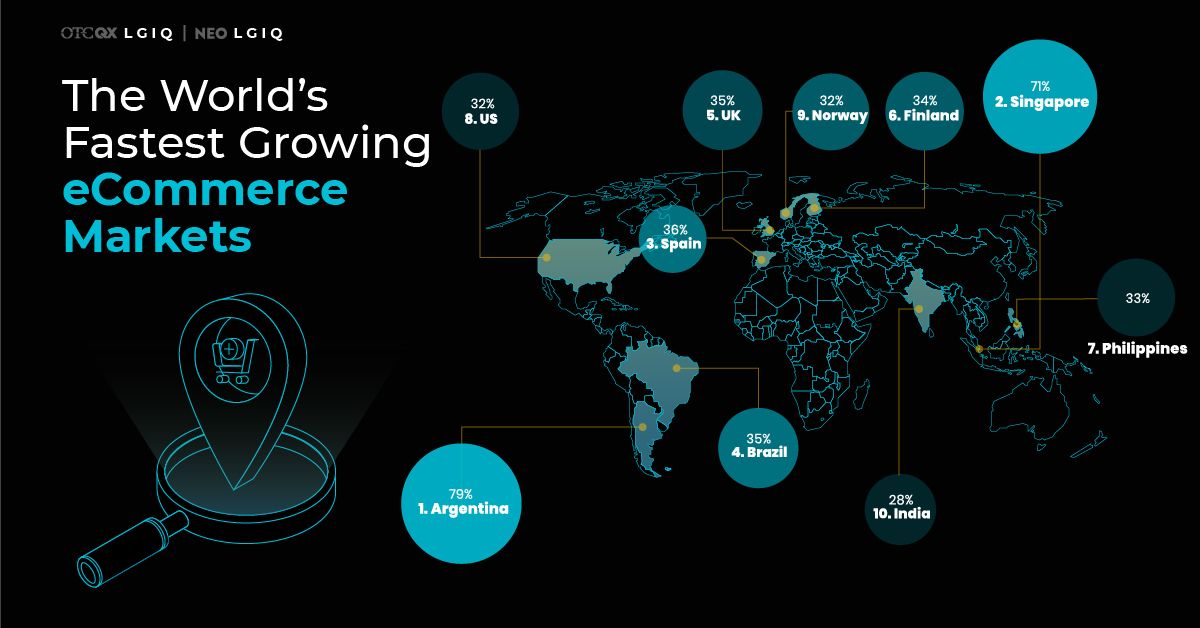 OTCQX LGIQ | NEO LGIQ
The World's
Fastest Growing
eCommerce
Markets
32%
8. US
35%
5. UK
32%
9. Norway
34%
6. Finland
71%
2. Singapore
36%
3. Spain
33%
7. Philippines
35%
4. Brazil
79%
1. Argentina
28%
10. India